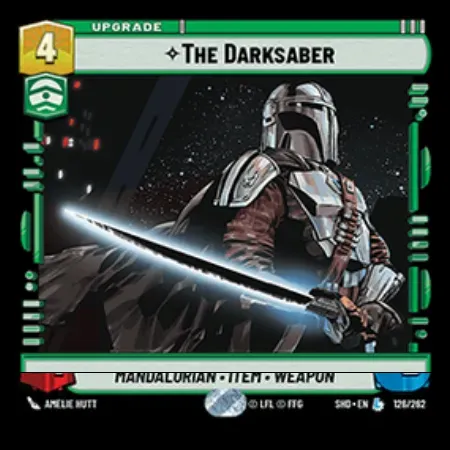 UPGRADE
4
THE DARKSABER
MANDALORIAN • ITEM • WEAPON
AMELIE HUTT
© LFL © FFG
SHD • EN
126/262